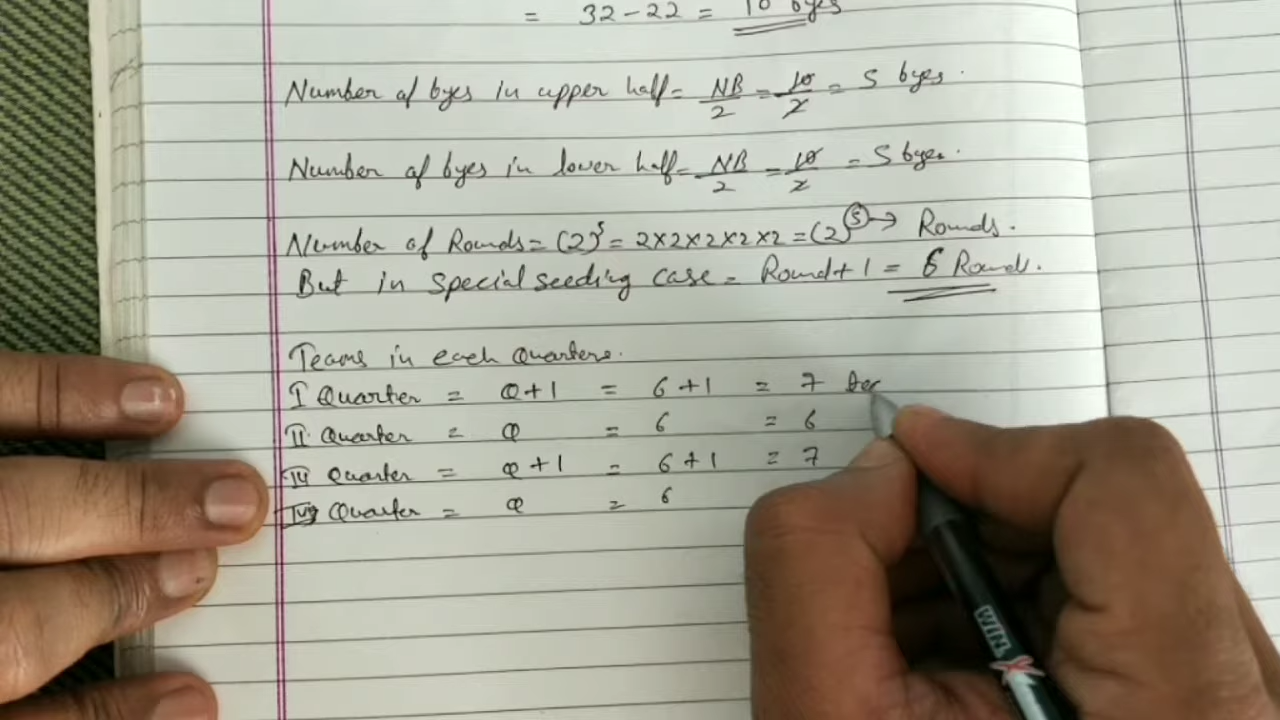 = 32-22 = 10 byes
Number of byes in upper half = NB/2 = 10/2 = 5 byes.
Number of byes in lower half = NB/2 = 10/2 = 5 byes.
Number of Rounds = (2)⁵ = 2×2×2×2×2 = (2)⁵ → Rounds.
But in Special Seeding case = Round + 1 = 6 Round.
Teams in each Quarters.
I Quarter = Q+1 = 6+1 = 7
II Quarter = Q = 6 = 6
Quarter = Q+1 = 6+1 = 7
IV Quarter = Q = 6
WIN